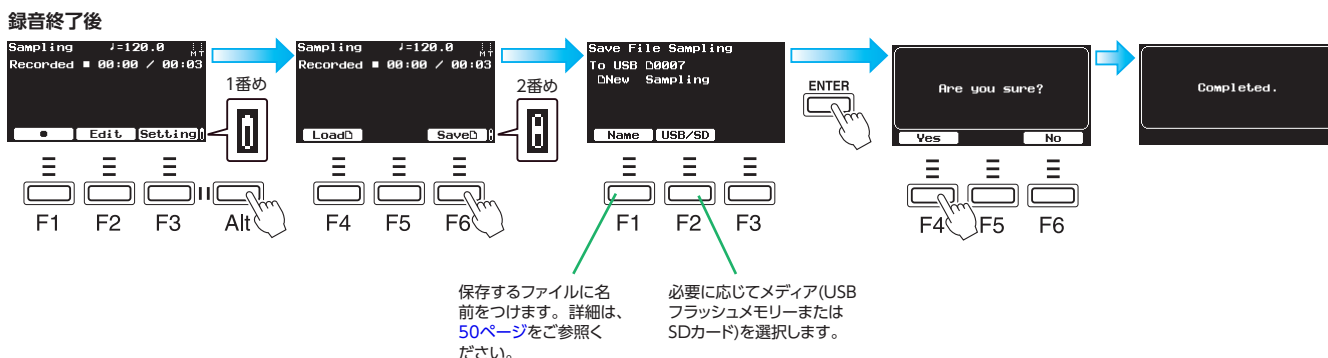 録音終了後
Sampling ♩=120.0 M T
Recorded ■ 00:00 / 00:03
● Edit Setting
1番め
F1 F2 F3 Alt
Sampling ♩=120.0 M T
Recorded ■ 00:00 / 00:03
Load Save
2番め
F4 F5 F6
Save File Sampling
To USB 0007
New Sampling
Name USB/SD
F1 F2 F3
保存するファイルに名
前をつけます。詳細は、
50ページをご参照く
ださい。
必要に応じてメディア(USB
フラッシュメモリーまたは
SDカード)を選択します。
ENTER
Are you sure?
Yes No
F4 F5 F6
Completed.